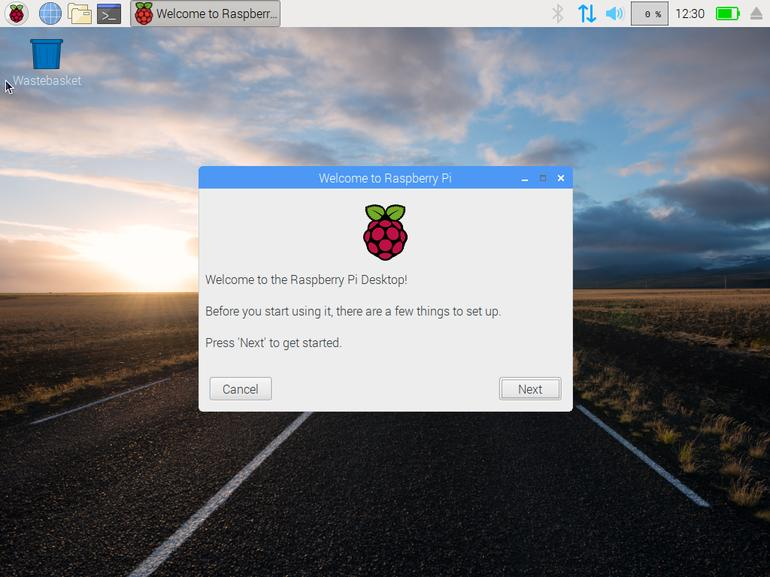 Welcome to Raspberr...
0 %
12:30
Wastebasket
Welcome to Raspberry Pi
Welcome to the Raspberry Pi Desktop!
Before you start using it, there are a few things to set up.
Press 'Next' to get started.
Cancel
Next